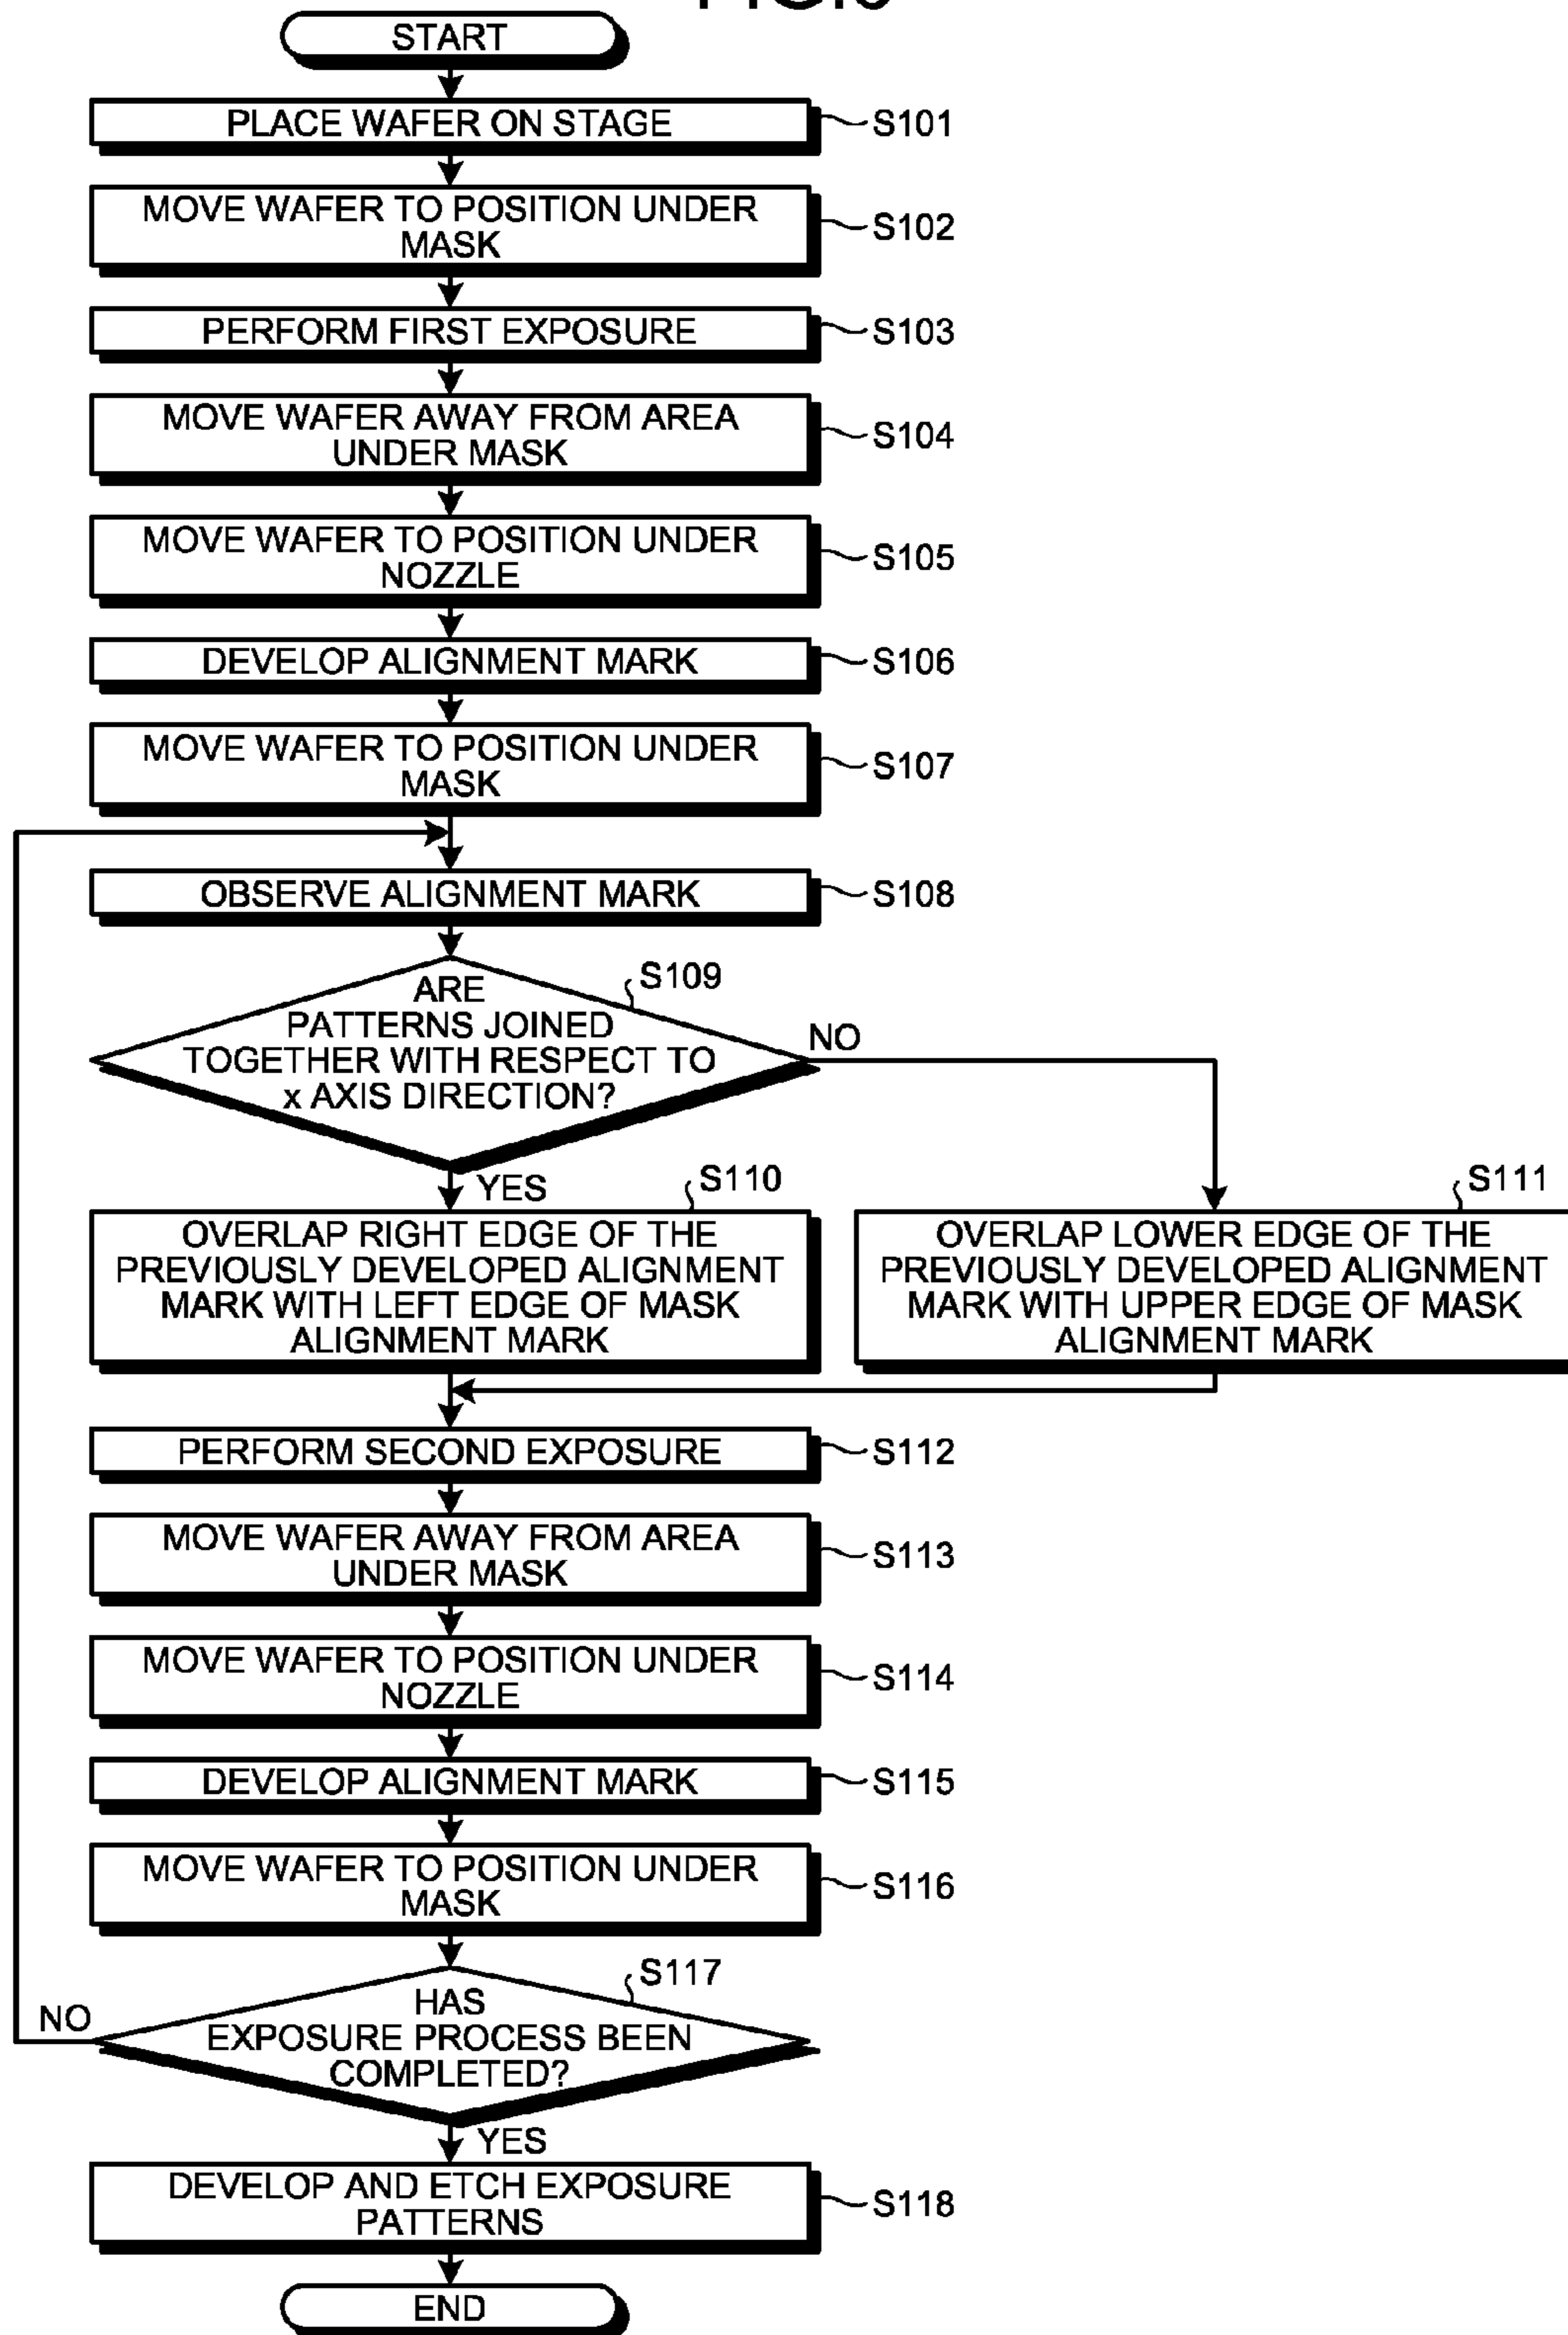 START
PLACE WAFER ON STAGE
S101
MOVE WAFER TO POSITION UNDER
MASK
S102
PERFORM FIRST EXPOSURE
S103
MOVE WAFER AWAY FROM AREA
UNDER MASK
S104
MOVE WAFER TO POSITION UNDER
NOZZLE
S105
DEVELOP ALIGNMENT MARK
S106
MOVE WAFER TO POSITION UNDER
MASK
S107
OBSERVE ALIGNMENT MARK
S108
S109
ARE
PATTERNS JOINED
TOGETHER WITH RESPECT TO
x AXIS DIRECTION?
NO
YES
S110
OVERLAP RIGHT EDGE OF THE
PREVIOUSLY DEVELOPED ALIGNMENT
MARK WITH LEFT EDGE OF MASK
ALIGNMENT MARK
S111
OVERLAP LOWER EDGE OF THE
PREVIOUSLY DEVELOPED ALIGNMENT
MARK WITH UPPER EDGE OF MASK
ALIGNMENT MARK
PERFORM SECOND EXPOSURE
S112
MOVE WAFER AWAY FROM AREA
UNDER MASK
S113
MOVE WAFER TO POSITION UNDER
NOZZLE
S114
DEVELOP ALIGNMENT MARK
S115
MOVE WAFER TO POSITION UNDER
MASK
S116
S117
HAS
EXPOSURE PROCESS BEEN
COMPLETED?
NO
YES
DEVELOP AND ETCH EXPOSURE
PATTERNS
S118
END